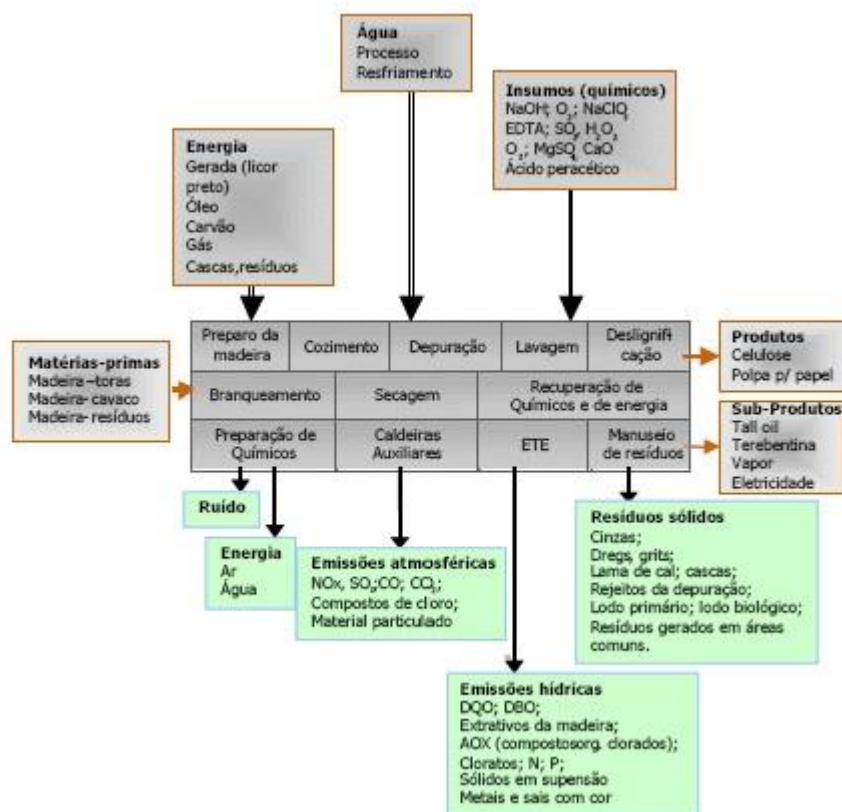 Água
Processo
Resfriamento
Insumos (químicos)
NaOH; O₂; NaClO₂
EDTA; SO₂, H₂O₂
O₃; MgSO₄ CaO
Ácido peracético
Energia
Gerada (licor
preto)
Óleo
Carvão
Gás
Cascas,resíduos
Matérias-primas
Madeira –toras
Madeira- cavaco
Madeira- resíduos
Preparo da
madeira
Cozimento
Depuração
Lavagem
Deslignifi
cação
Branqueamento
Secagem
Recuperação de
Químicos e de energia
Preparação de
Químicos
Caldeiras
Auxiliares
ETE
Manuseio
de resíduos
Produtos
Celulose
Polpa p/ papel
Sub-Produtos
Tall oil
Terebentina
Vapor
Eletricidade
Ruído
Energia
Ar
Água
Emissões atmosféricas
NOx, SO₂;CO; CO₂;
Compostos de cloro;
Material particulado
Resíduos sólidos
Cinzas;
Dregs, grits;
Lama de cal; cascas;
Rejeitos da depuração;
Lodo primário; lodo biológico;
Resíduos gerados em áreas
comuns.
Emissões hídricas
DQO; DBO;
Extrativos da madeira;
AOX (compostosorg. clorados);
Cloratos; N; P;
Sólidos em supensão
Metais e sais com cor